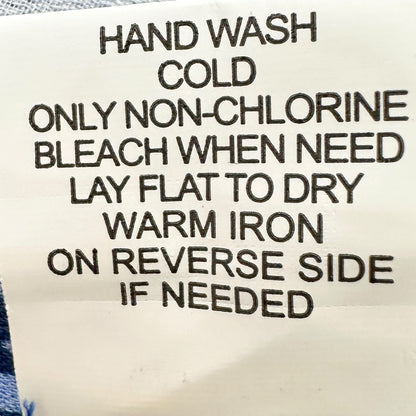 HAND WASH
COLD
ONLY NON-CHLORINE
BLEACH WHEN NEED
LAY FLAT TO DRY
WARM IRON
ON REVERSE SIDE
IF NEEDED